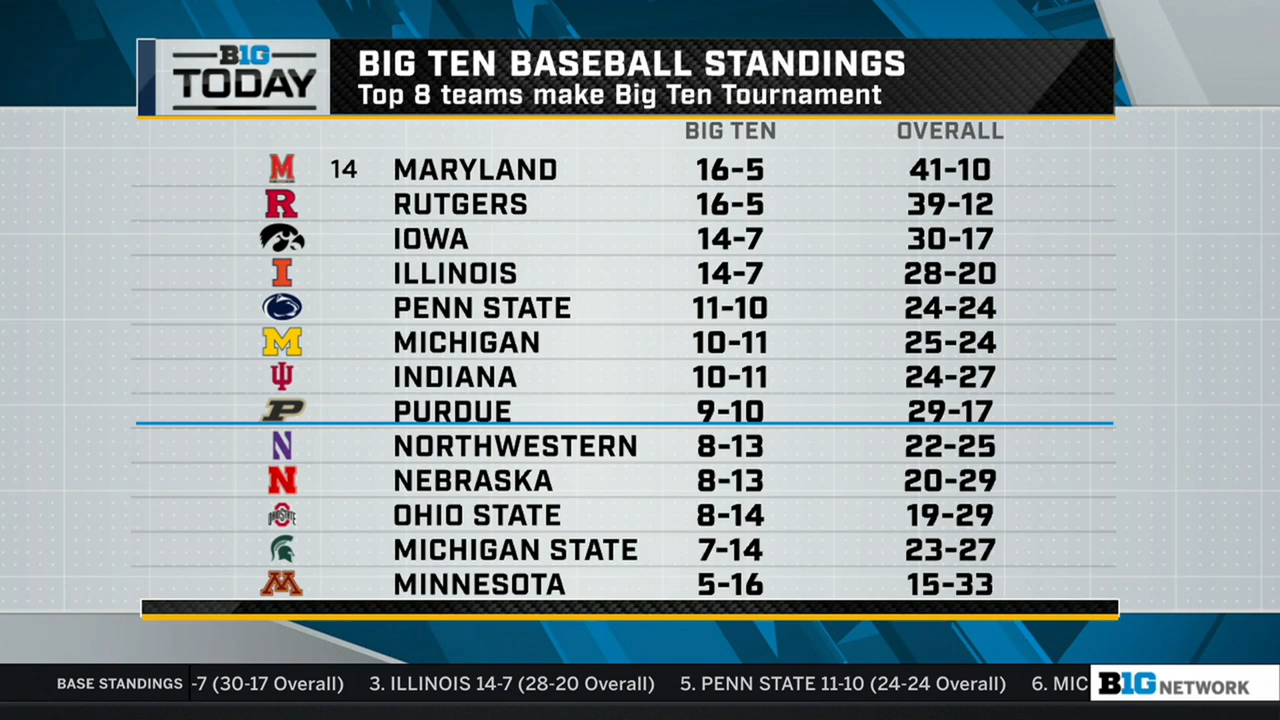 B1G TODAY
BIG TEN BASEBALL STANDINGS
Top 8 teams make Big Ten Tournament
BIG TEN OVERALL
M 14 MARYLAND 16-5 41-10
R RUTGERS 16-5 39-12
IOWA 14-7 30-17
I ILLINOIS 14-7 28-20
PENN STATE 11-10 24-24
M MICHIGAN 10-11 25-24
INDIANA 10-11 24-27
P PURDUE 9-10 29-17
N NORTHWESTERN 8-13 22-25
N NEBRASKA 8-13 20-29
OHIO STATE OHIO STATE 8-14 19-29
MICHIGAN STATE 7-14 23-27
M MINNESOTA 5-16 15-33
BASE STANDINGS -7 (30-17 Overall) 3. ILLINOIS 14-7 (28-20 Overall) 5. PENN STATE 11-10 (24-24 Overall) 6. MIC B1G NETWORK